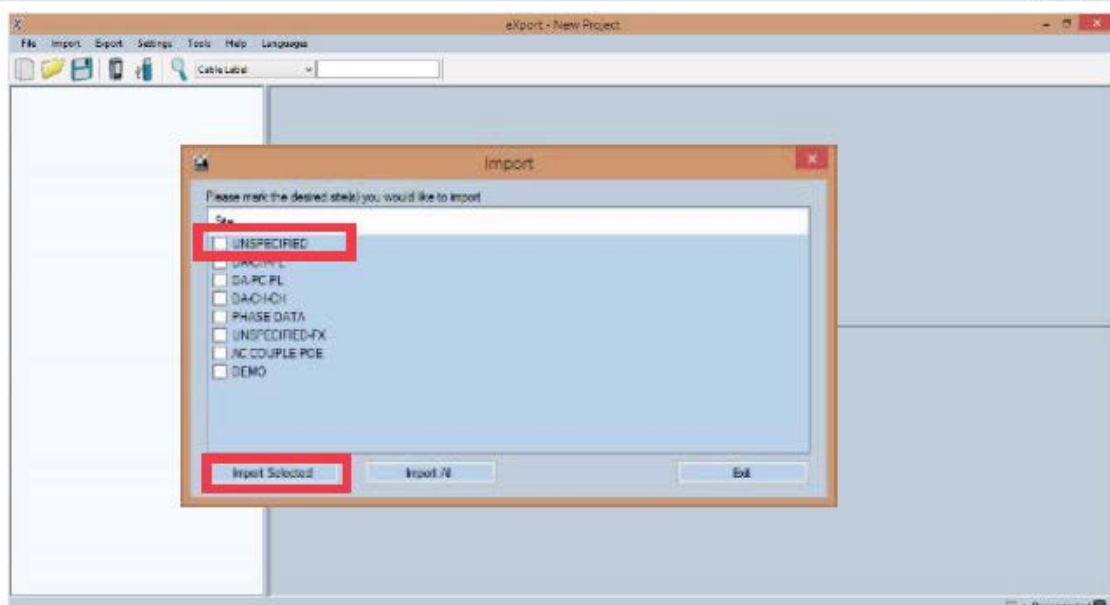 eXport - New Project
File Import Export Settings Tools Help Languages
Cable Label
Import
Please mark the desired site(s) you would like to import
Site
UNSPECIFIED
DA-PC PL
DA-CH-CH
PHASE DATA
UNSPECIFIED-FX
AC COUPLE POE
DEMO
Import Selected Import All Exit